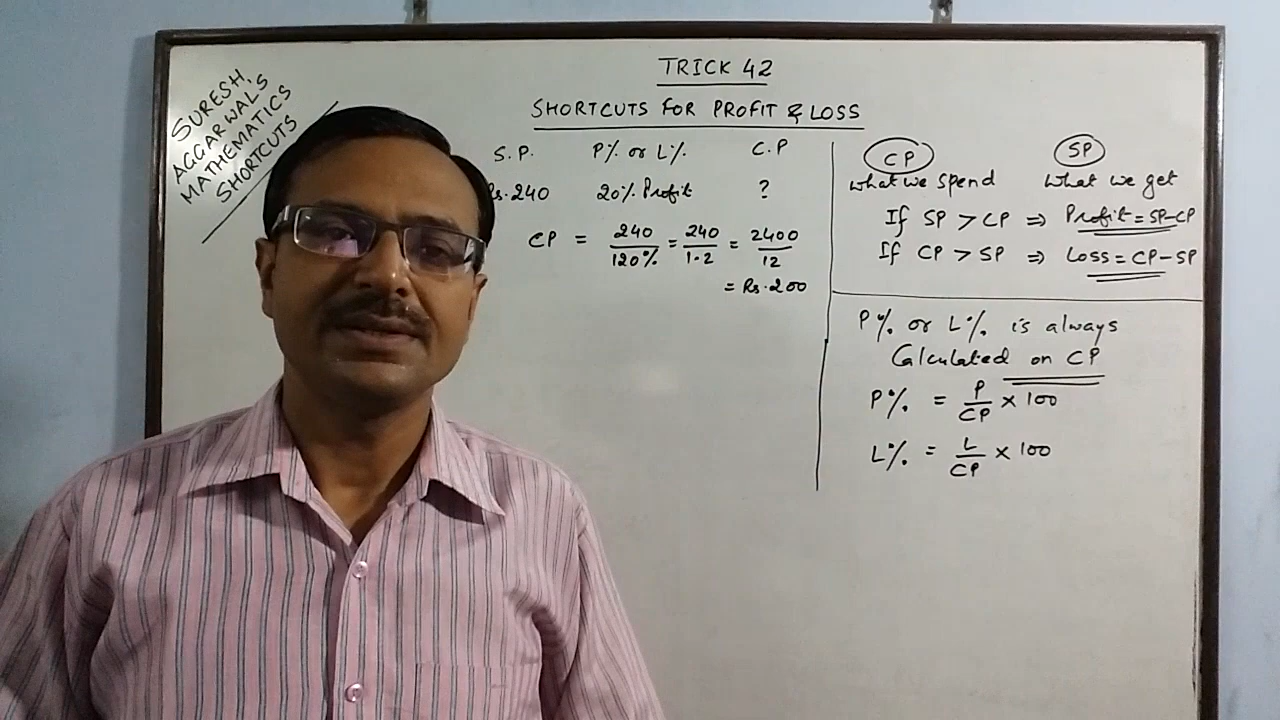 SURESH
AGGARWAL'S
MATHEMATICS
SHORTCUTS
TRICK 42
SHORTCUTS FOR PROFIT & LOSS
S.P. P% or L% C.P
Rs.240 20% Profit ?
CP = 240/120% = 240/1.2 = 2400/12
= Rs.200
CP SP
What we spend What we get
If SP > CP ⇒ Profit = SP-CP
If CP > SP ⇒ Loss = CP-SP
P% or L% is always
Calculated on CP
P% = P/CP × 100
L% = L/CP × 100